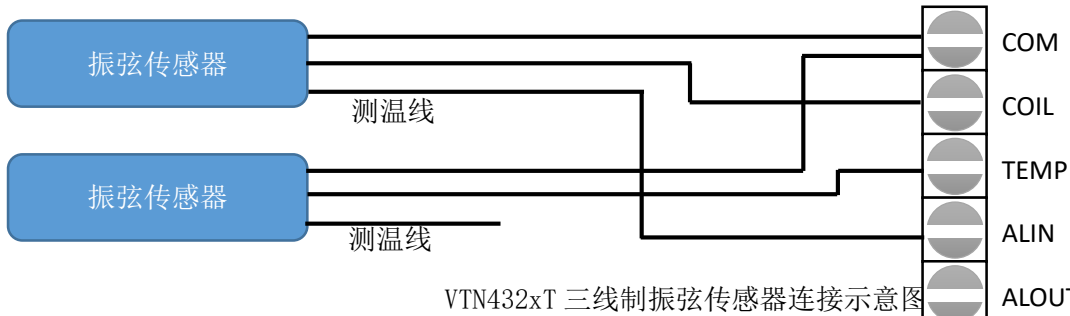 振弦传感器
测温线
振弦传感器
测温线
COM
COIL
TEMP
ALIN
ALOUT
VTN432xT 三线制振弦传感器连接示意图